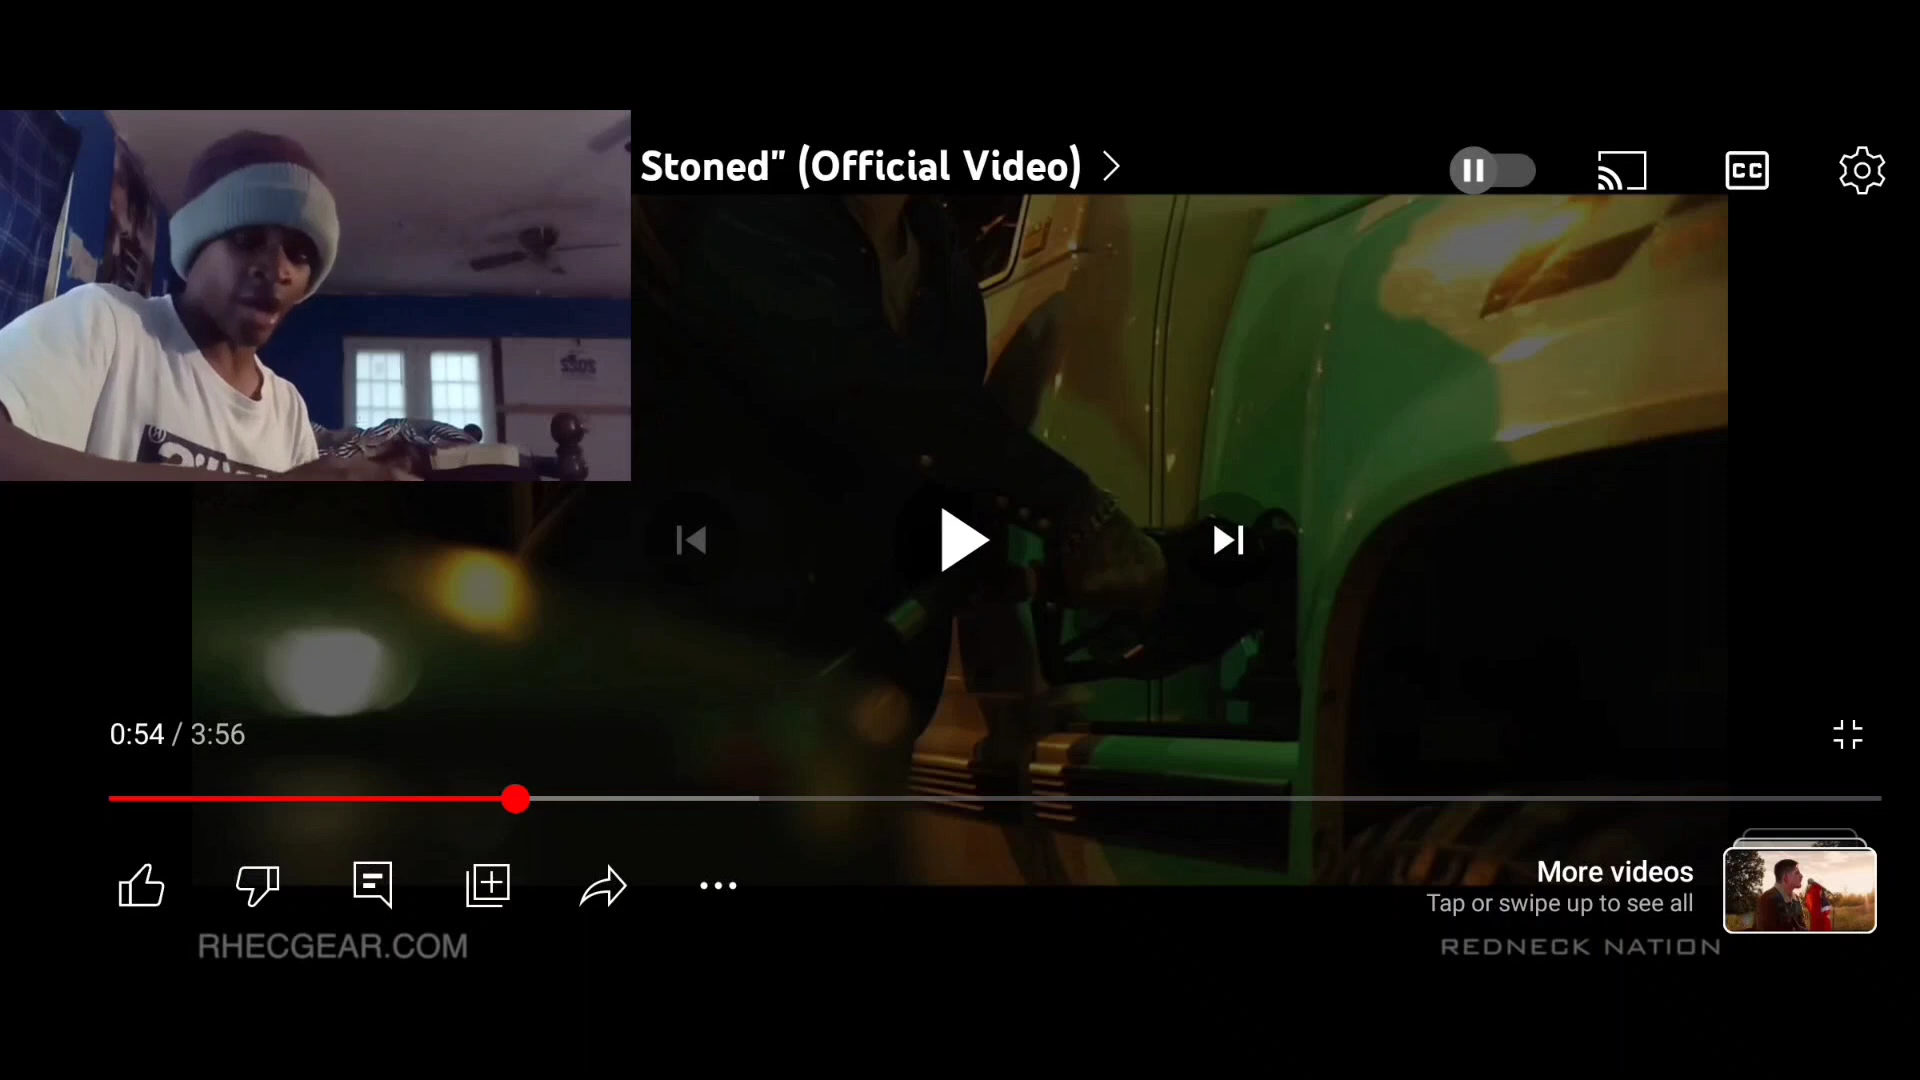 Stoned" (Official Video)
CC
0:54 / 3:56
More videos
Tap or swipe up to see all
RHECGEAR.COM
REDNECK NATION